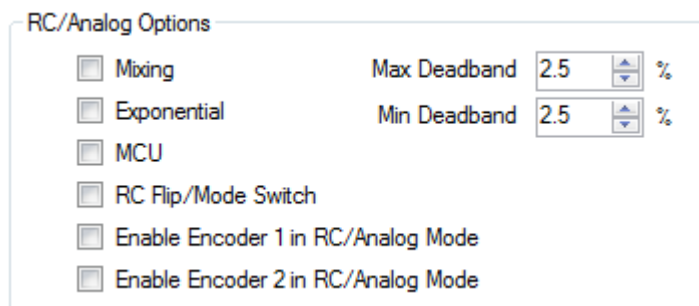 RC/Analog Options
Mixing Max Deadband 2.5 %
Exponential Min Deadband 2.5 %
MCU
RC Flip/Mode Switch
Enable Encoder 1 in RC/Analog Mode
Enable Encoder 2 in RC/Analog Mode